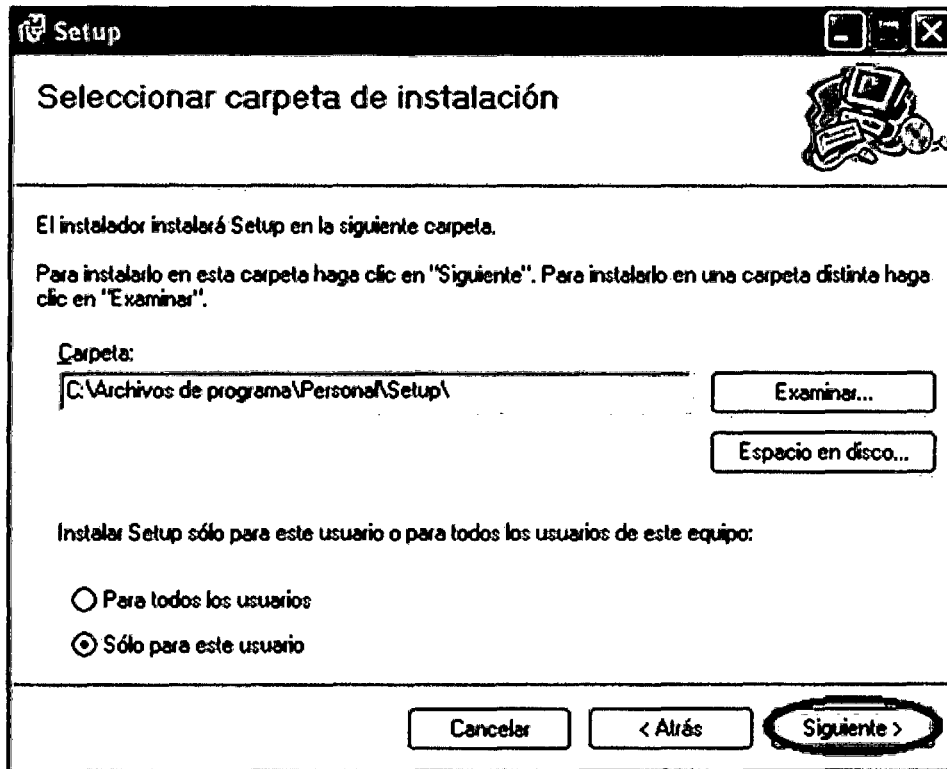 Setup
Seleccionar carpeta de instalación
El instalador instalará Setup en la siguiente carpeta.
Para instalarlo en esta carpeta haga clic en "Siguiente". Para instalarlo en una carpeta distinta haga
clic en "Examinar".
Carpeta:
C:\Archivos de programa\Personal\Setup\
Examinar...
Espacio en disco...
Instalar Setup sólo para este usuario o para todos los usuarios de este equipo:
Para todos los usuarios
Sólo para este usuario
Cancelar
< Atrás
Siguiente >